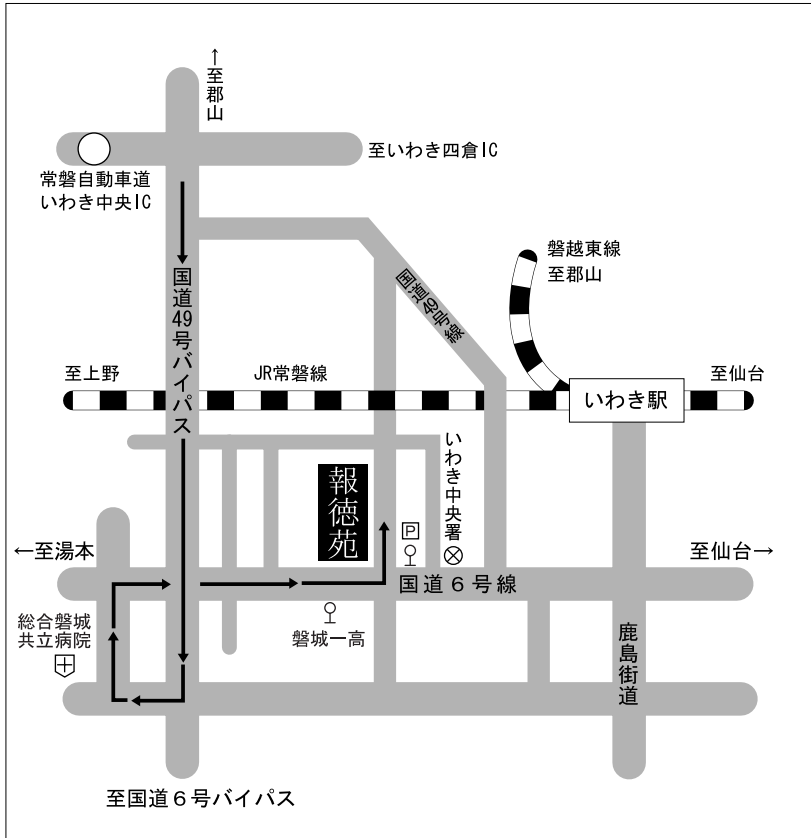 ↑至郡山
至いわき四倉IC
常磐自動車道
いわき中央IC
磐越東線
至郡山
国道49号線
国道49号バイパス
至上野
JR常磐線
いわき駅
至仙台
いわき中央署
報徳苑
P
←至湯本
至仙台→
国道6号線
総合磐城
共立病院
磐城一高
鹿島街道
至国道6号バイパス